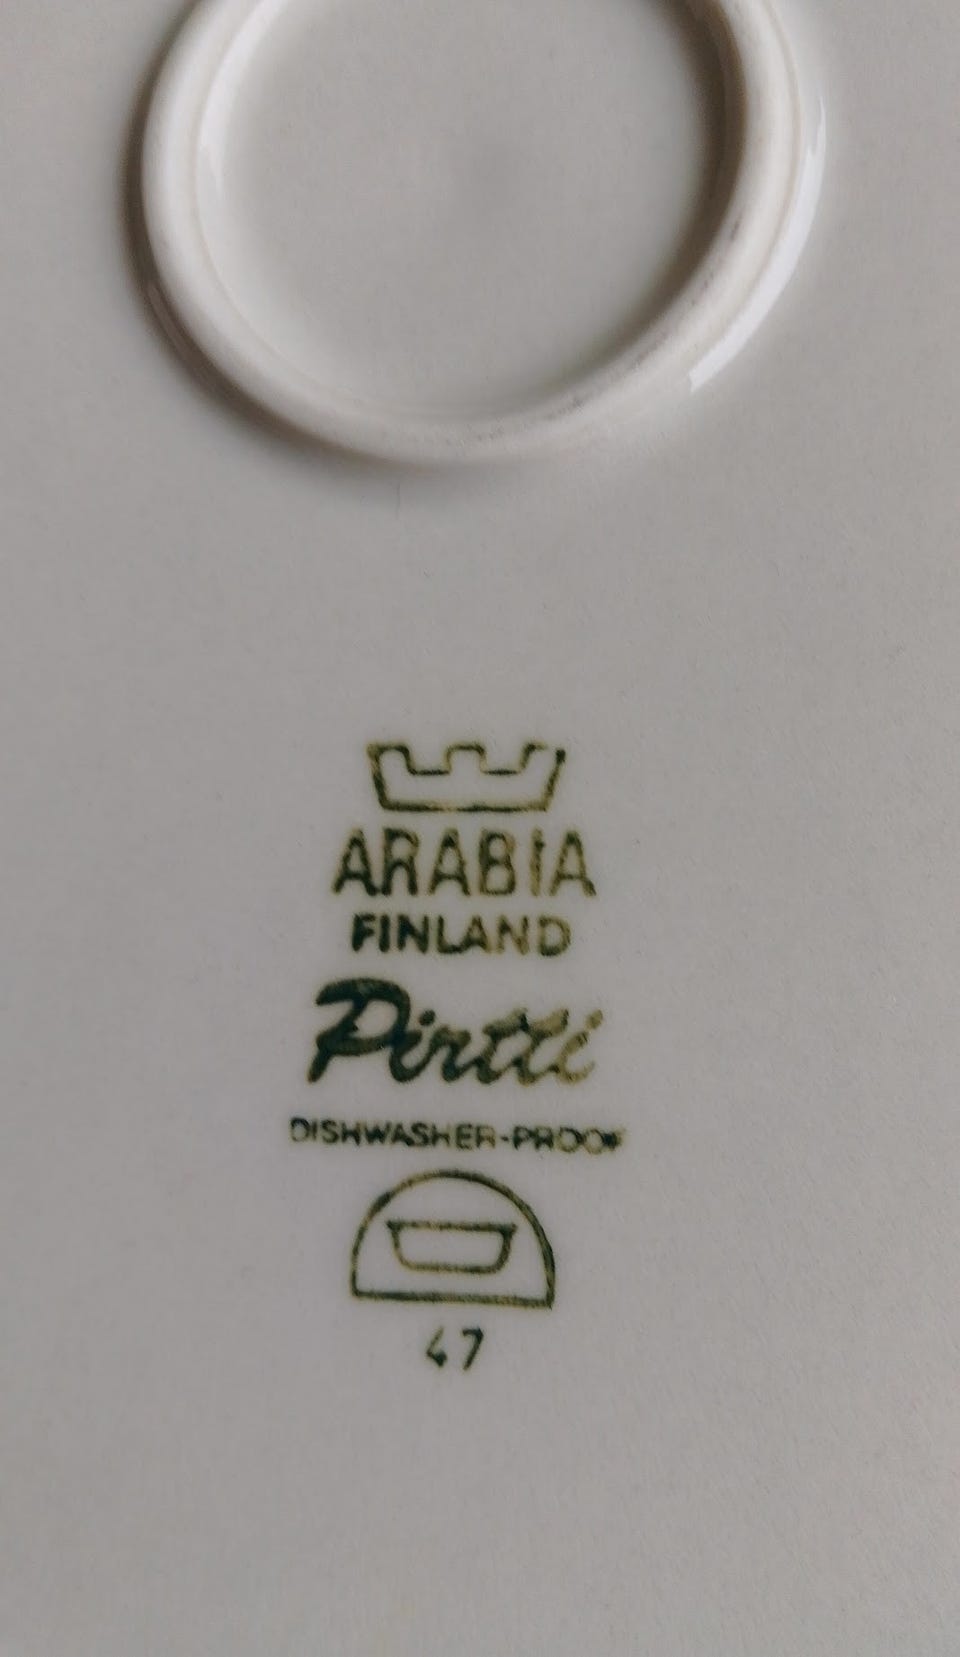 ARABIA
FINLAND
Pirtti
DISHWASHER-PROOF
47